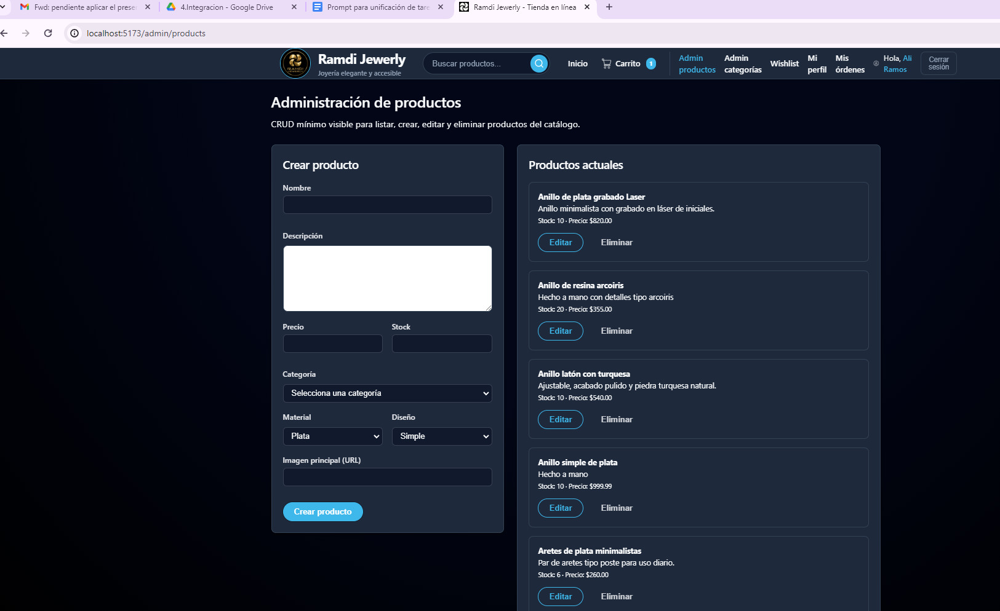 Fwd: pendiente aplicar el prese
4.Integracion - Google Drive
Prompt para unificación de tare
Ramdi Jewerly - Tienda en línea
localhost:5173/admin/products
RAMDI
Ramdi Jewerly
Joyería elegante y accesible
Buscar productos...
Inicio
Carrito
1
Admin
productos
Admin
categorías
Wishlist
Mi
perfil
Mis
órdenes
Hola, Ali
Ramos
Cerrar
sesión
Administración de productos
CRUD mínimo visible para listar, crear, editar y eliminar productos del catálogo.
Crear producto
Nombre
Descripción
Precio
Stock
Categoría
Selecciona una categoría
Material
Diseño
Plata
Simple
Imagen principal (URL)
Crear producto
Productos actuales
Anillo de plata grabado Laser
Anillo minimalista con grabado en láser de iniciales.
Stock: 10 · Precio: $820.00
Editar
Eliminar
Anillo de resina arcoiris
Hecho a mano con detalles tipo arcoiris
Stock: 20 · Precio: $355.00
Editar
Eliminar
Anillo latón con turquesa
Ajustable, acabado pulido y piedra turquesa natural.
Stock: 10 · Precio: $540.00
Editar
Eliminar
Anillo simple de plata
Hecho a mano
Stock: 10 · Precio: $999.99
Editar
Eliminar
Aretes de plata minimalistas
Par de aretes tipo poste para uso diario.
Stock: 6 · Precio: $260.00
Editar
Eliminar